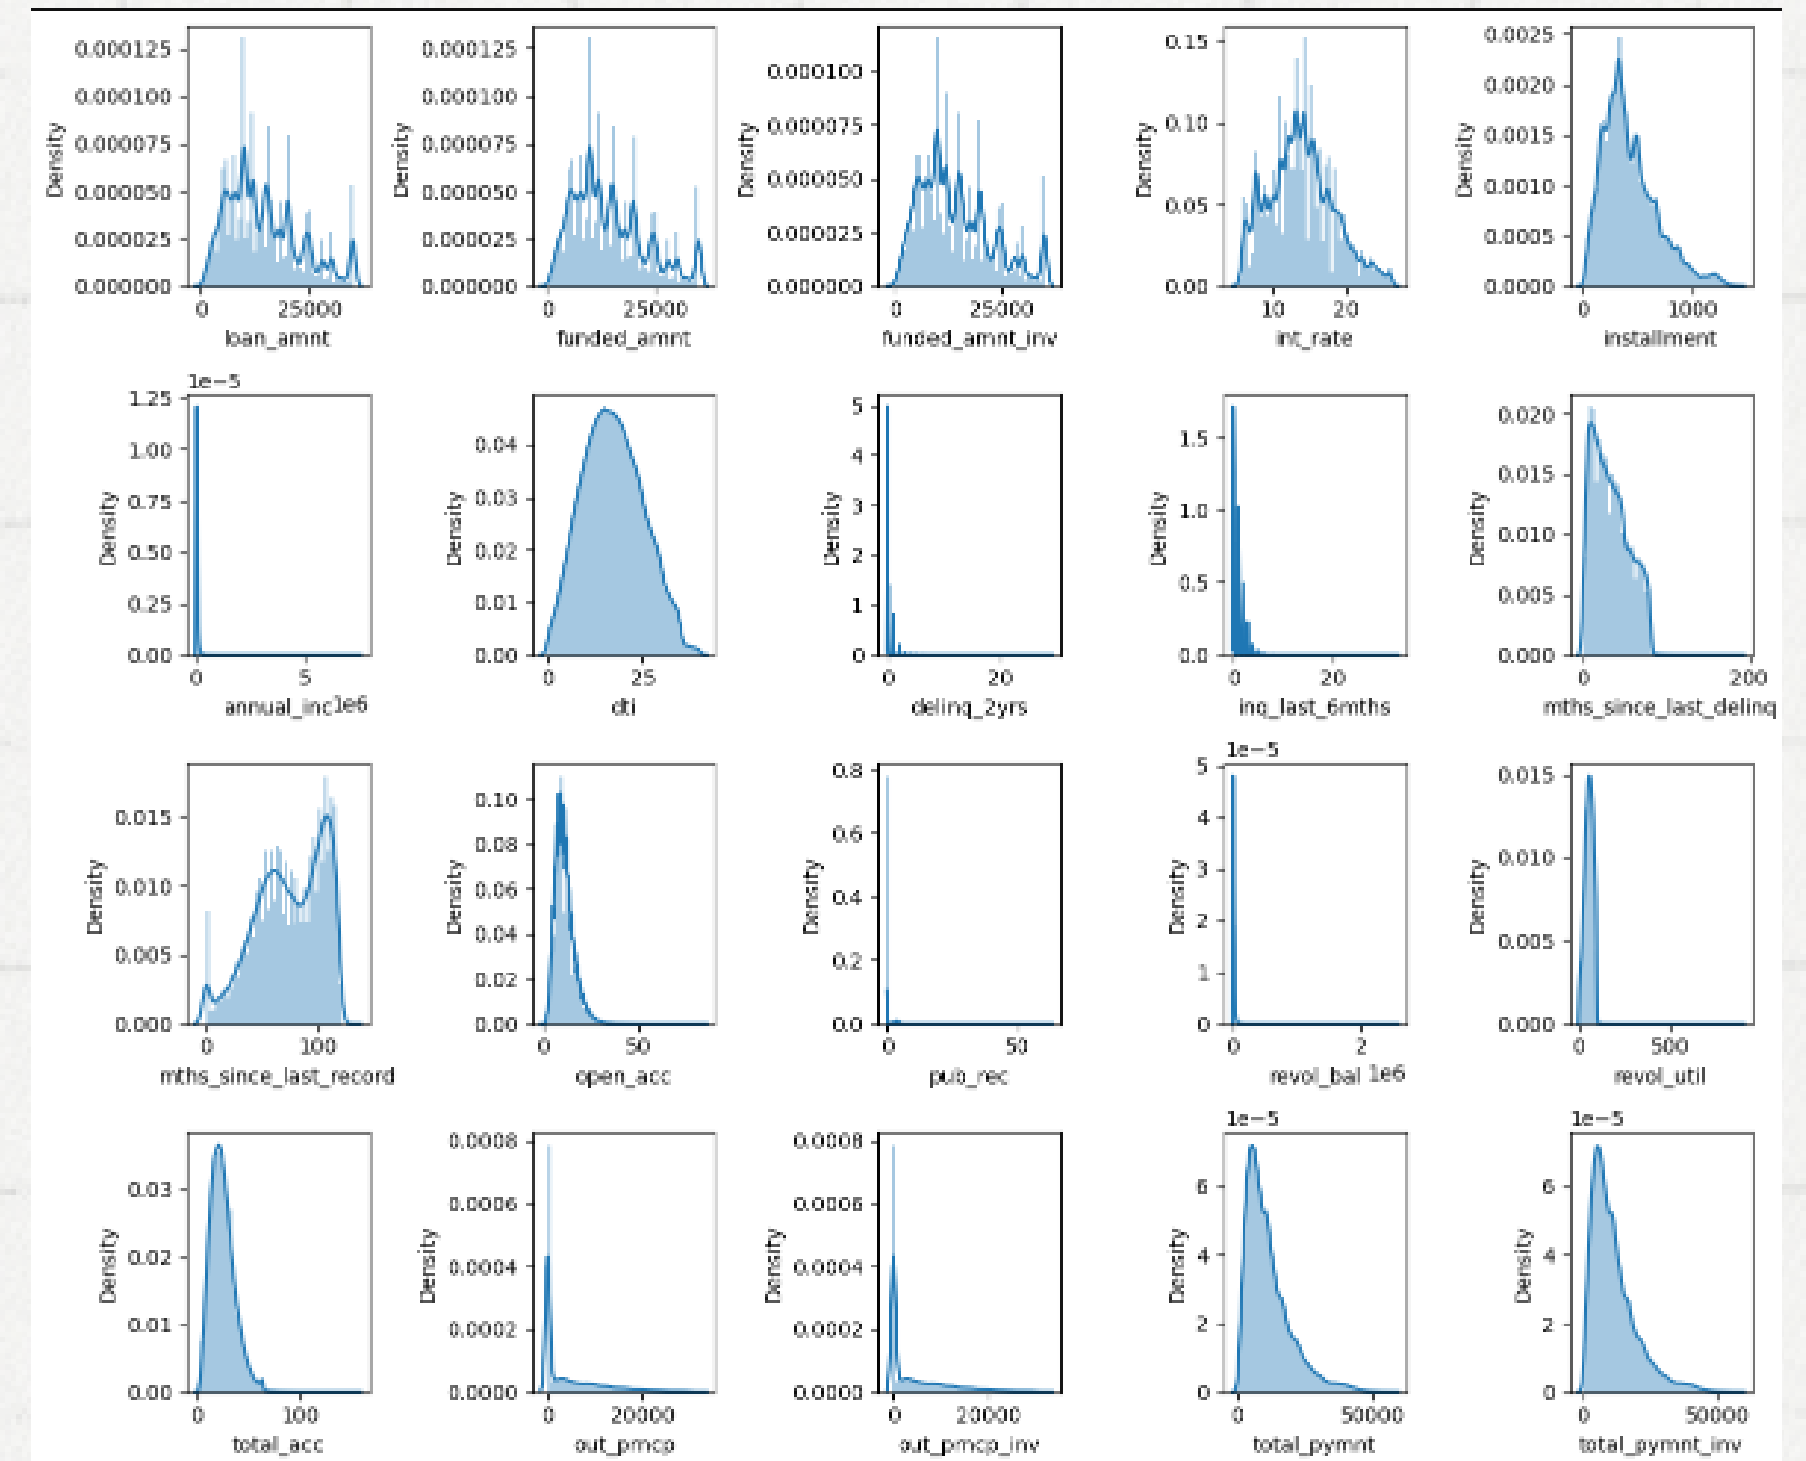 0.000125 0.000125 0.000100 0.15 0.0025
0.000100 0.000100 0.000075 0.10 0.0020
0.000075 0.000075 0.000050 0.05 0.0015
0.000050 0.000050 0.000025 0.00 0.0010
0.000025 0.000025 0.000000 0.0005
0.000000 0.000000 0.0000
Density Density Density Density Density
0 25000 0 25000 0 25000 10 20 0 1000
loan_amnt funded_amnt funded_amnt_inv int_rate installment
1e−5
1.25 0.04 5 1.5 0.020
1.00 0.03 4 1.0 0.015
0.75 0.02 3 0.5 0.010
0.50 0.01 2 0.0 0.005
0.25 0.00 1 0.000
0.00 0
Density Density Density Density Density
0 5 0 25 0 20 0 20 0 200
annual_inc 1e6 dti delinq_2yrs inq_last_6mths mths_since_last_delinq
1e−5
0.015 0.10 0.8 5 0.015
0.010 0.08 0.6 4 0.010
0.005 0.06 0.4 3 0.005
0.000 0.04 0.2 2 0.000
0.02 0.0 1
0.00 0
Density Density Density Density Density
0 100 0 50 0 50 0 2 0 500
mths_since_last_record open_acc pub_rec revol_bal 1e6 revol_util
1e−5 1e−5
0.03 0.0008 0.0008 6 6
0.02 0.0006 0.0006 4 4
0.01 0.0004 0.0004 2 2
0.00 0.0002 0.0002 0 0
0.0000 0.0000
Density Density Density Density Density
0 100 0 20000 0 20000 0 50000 0 50000
total_acc out_prncp out_prncp_inv total_pymnt total_pymnt_inv